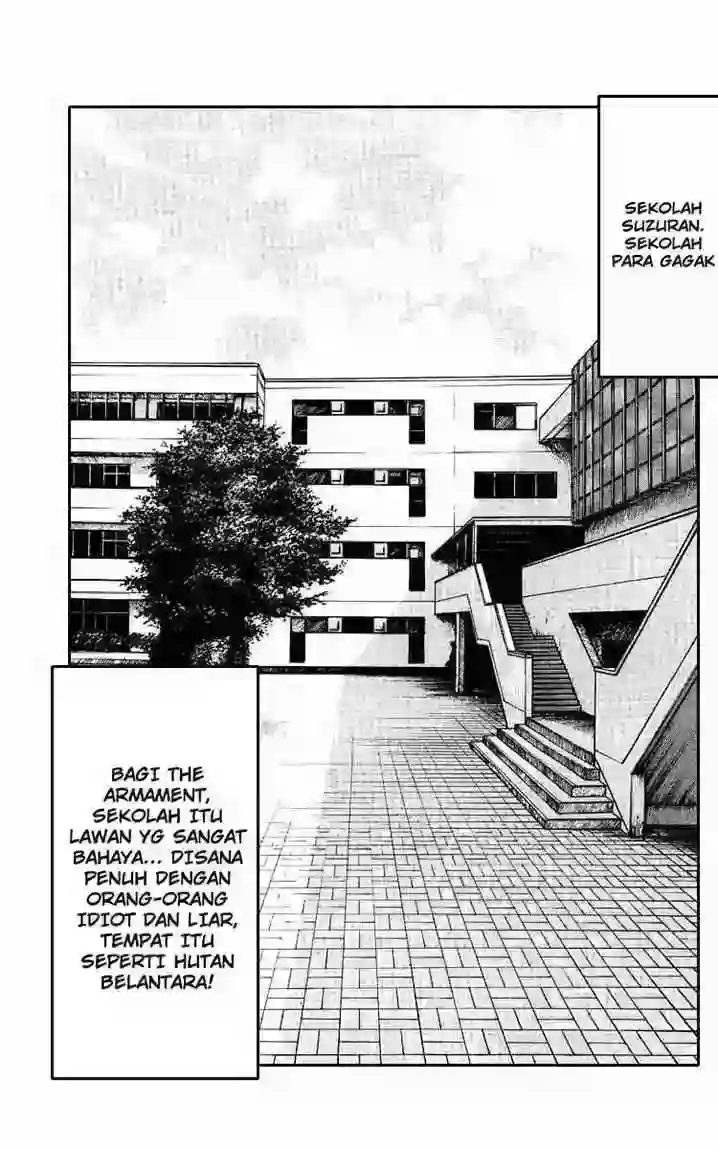 SEKOLAH
SUZURAN.
SEKOLAH
PARA GAGAK
BAGI THE
ARMAMENT,
SEKOLAH ITU
LAWAN YG SANGAT
BAHAYA... DISANA
PENUH DENGAN
ORANG-ORANG
IDIOT DAN LIAR,
TEMPAT ITU
SEPERTI HUTAN
BELANTARA!